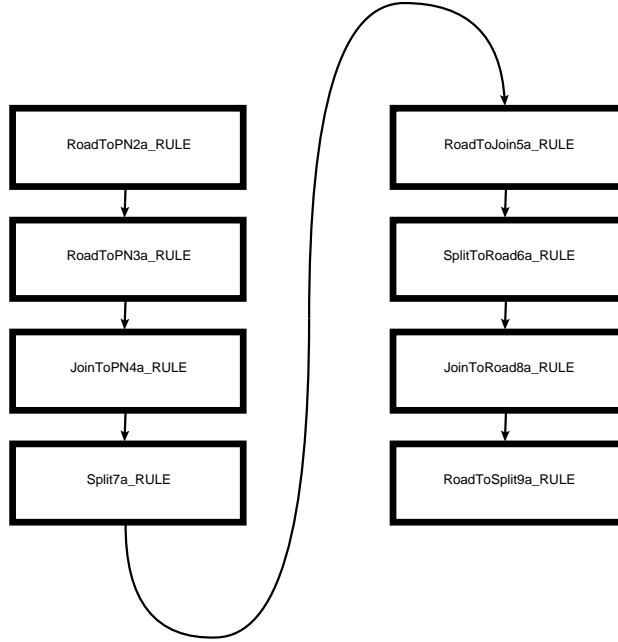 RoadToPN2a_RULE
RoadToPN3a_RULE
JoinToPN4a_RULE
Split7a_RULE
RoadToJoin5a_RULE
SplitToRoad6a_RULE
JoinToRoad8a_RULE
RoadToSplit9a_RULE